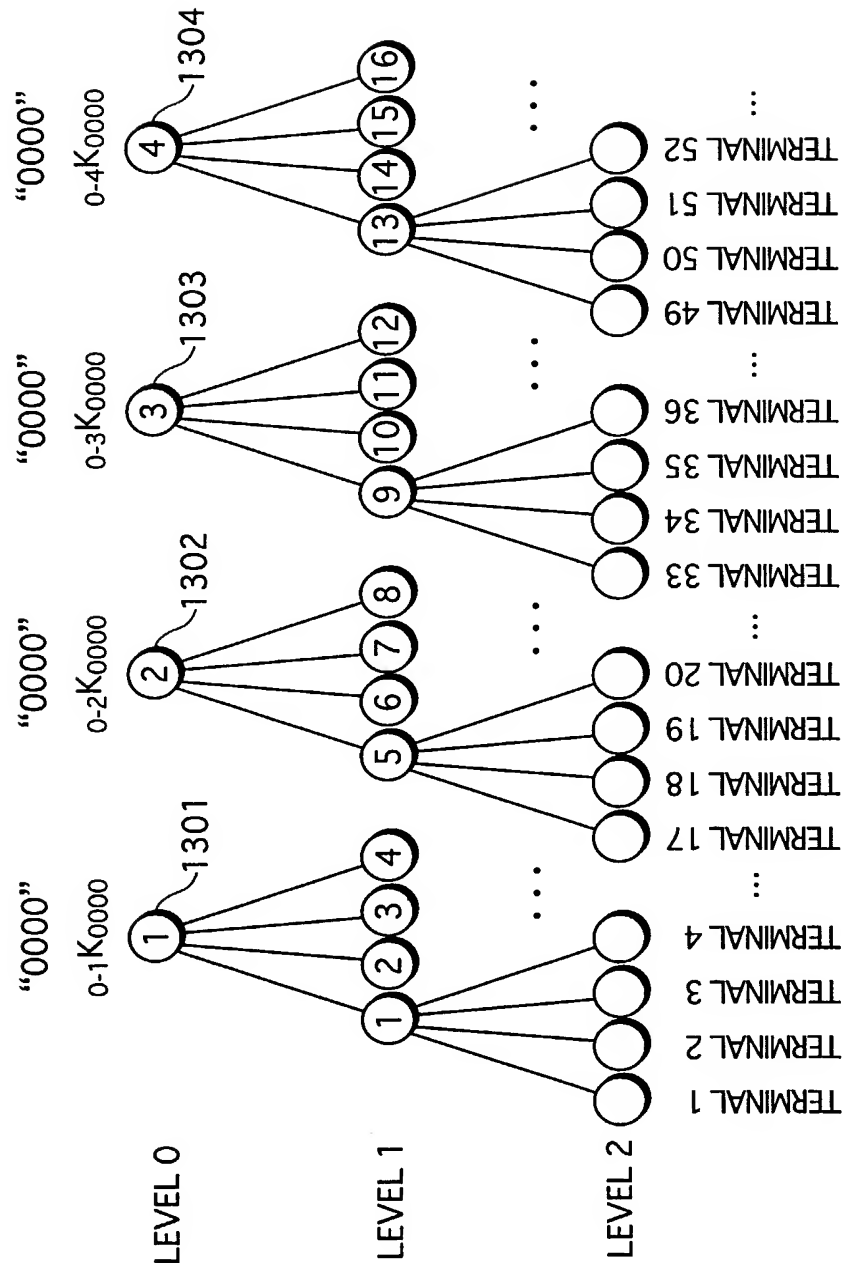 "0000" "0000" "0000" "0000"
0-1K0000 0-2K0000 0-3K0000 0-4K0000
1301 1302 1303 1304
LEVEL 0 1 2 3 4
LEVEL 1 1 2 3 4 5 6 7 8 9 10 11 12 13 14 15 16
... ... ... ...
LEVEL 2
TERMINAL 1
TERMINAL 2
TERMINAL 3
TERMINAL 4
...
TERMINAL 17
TERMINAL 18
TERMINAL 19
TERMINAL 20
...
TERMINAL 33
TERMINAL 34
TERMINAL 35
TERMINAL 36
...
TERMINAL 49
TERMINAL 50
TERMINAL 51
TERMINAL 52
...